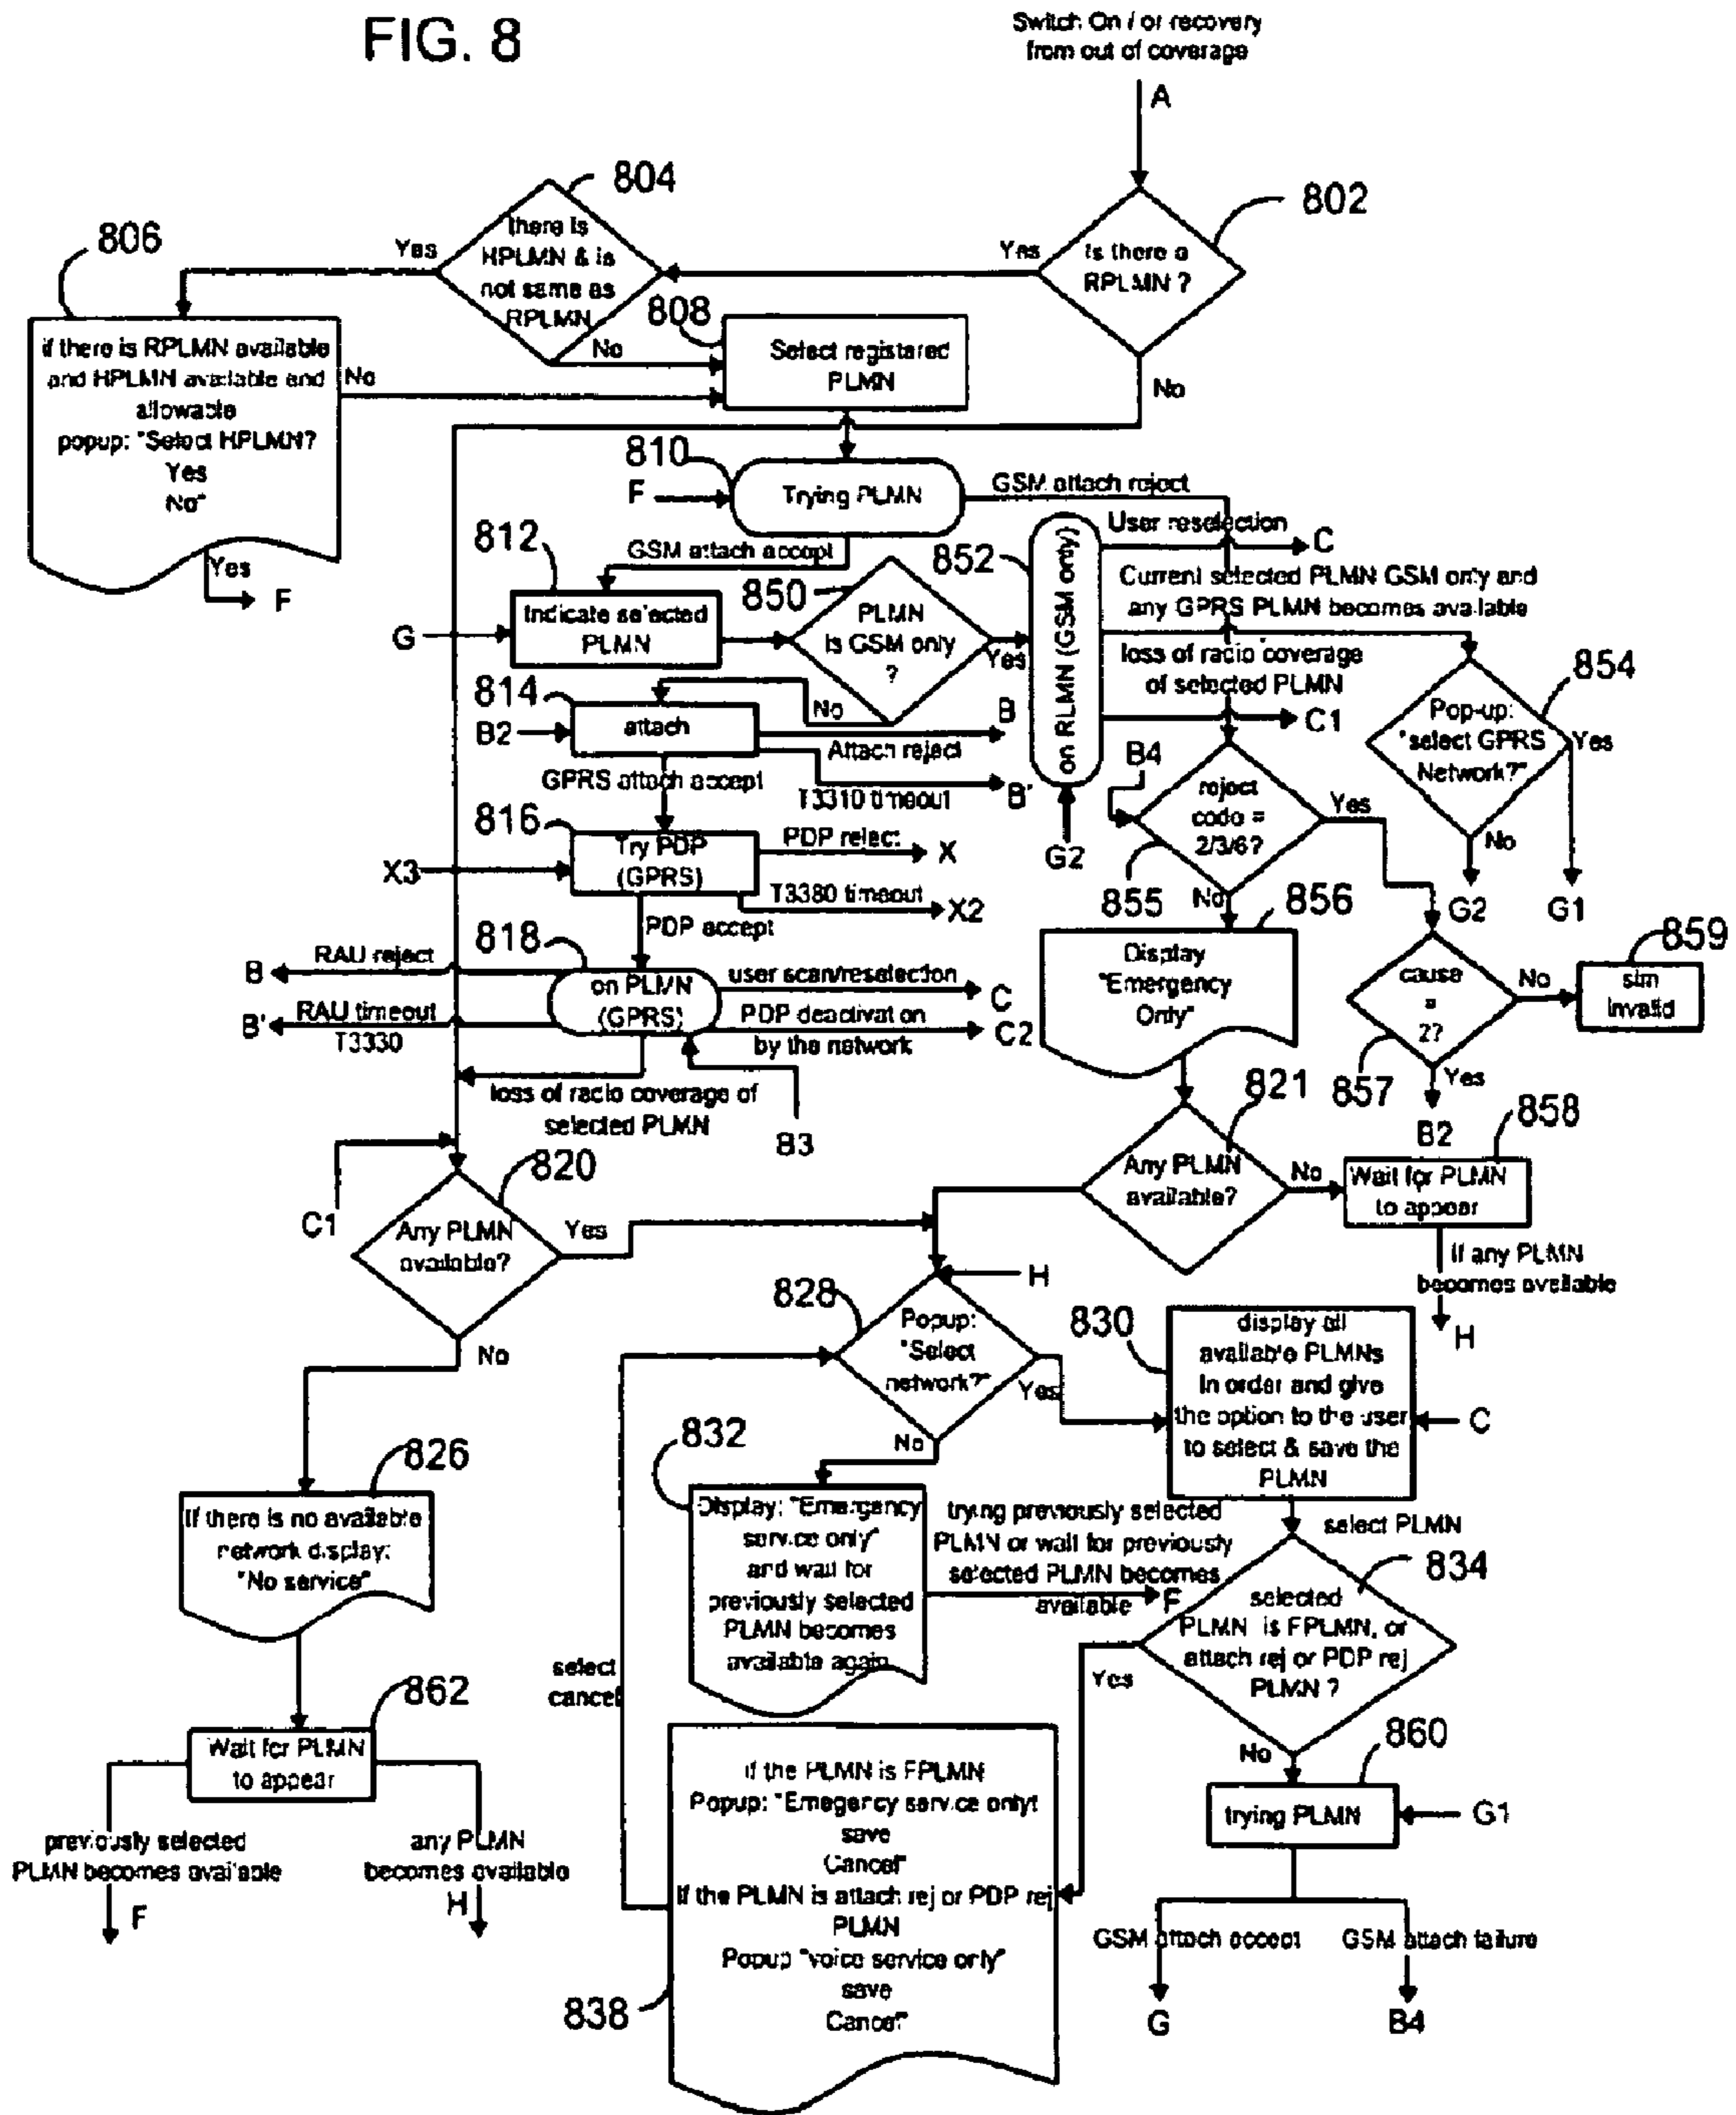 FIG. 8
Switch On / or recovery
from out of coverage
A
804
802
806
there is
HPLMN & is
not same as
RPLMN
Yes
Yes
Is there a
RPLMN ?
808
No
Select registered
PLMN
No
if there is RPLMN available
and HPLMN available and
allowable
popup: "Select HPLMN?
Yes
No"
No
Yes
F
810
F
Trying PLMN
GSM attach reject
GSM attach accept
812
Indicate selected
PLMN
G
850
PLMN
is GSM only
?
Yes
No
852
on RLMN (GSM only)
User reselection
C
Current selected PLMN GSM only and
any GPRS PLMN becomes available
loss of radio coverage
of selected PLMN
C1
G2
854
Pop-up:
"select GPRS
Network?"
Yes
No
G2
G1
814
B2
attach
B
Attach reject
T3310 timeout
B'
GPRS attach accept
816
X3
Try PDP
(GPRS)
PDP reject
X
T3380 timeout
X2
PDP accept
B4
reject
code =
2/3/6?
Yes
855
No
856
Display
"Emergency
Only"
cause
=
2?
No
859
sim
invalid
857
Yes
B2
818
on PLMN
(GPRS)
B
RAU reject
B'
RAU timeout
T3330
user scan/reselection
C
PDP deactivation
by the network
C2
loss of radio coverage of
selected PLMN
B3
C1
820
Any PLMN
available?
Yes
No
821
Any PLMN
available?
No
858
Wait for PLMN
to appear
if any PLMN
becomes available
H
828
H
Popup:
"Select
network?"
Yes
No
830
display all
available PLMNs
In order and give
the option to the user
to select & save the
PLMN
C
select PLMN
826
If there is no available
network display:
"No service"
832
Display: "Emergency
service only"
and wait for
previously selected
PLMN becomes
available again
trying previously selected
PLMN or wait for previously
selected PLMN becomes
available
F
834
selected
PLMN is FPLMN, or
attach rej or PDP rej
PLMN ?
Yes
No
select
cancel
862
Wait for PLMN
to appear
previously selected
PLMN becomes available
F
any PLMN
becomes available
H
838
if the PLMN is FPLMN
Popup: "Emegency service only!
save
Cancel"
If the PLMN is attach rej or PDP rej
PLMN
Popup "voice service only"
save
Cancel"
860
trying PLMN
G1
GSM attach accept
GSM attach failure
G
B4